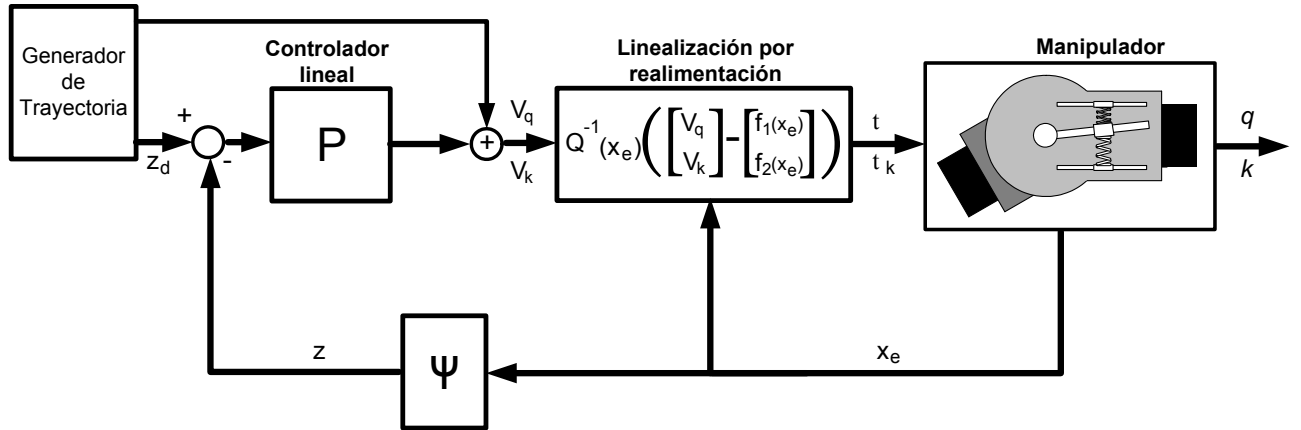 Generador
de
Trayectoria
z_d
+
-
Controlador
lineal
P
+
V_q
V_k
Linealización por
realimentación
Q^-1(x_e)([V_q V_k]-[f_1(x_e) f_2(x_e)])
t
t_k
Manipulador
q
k
z
Ψ
x_e